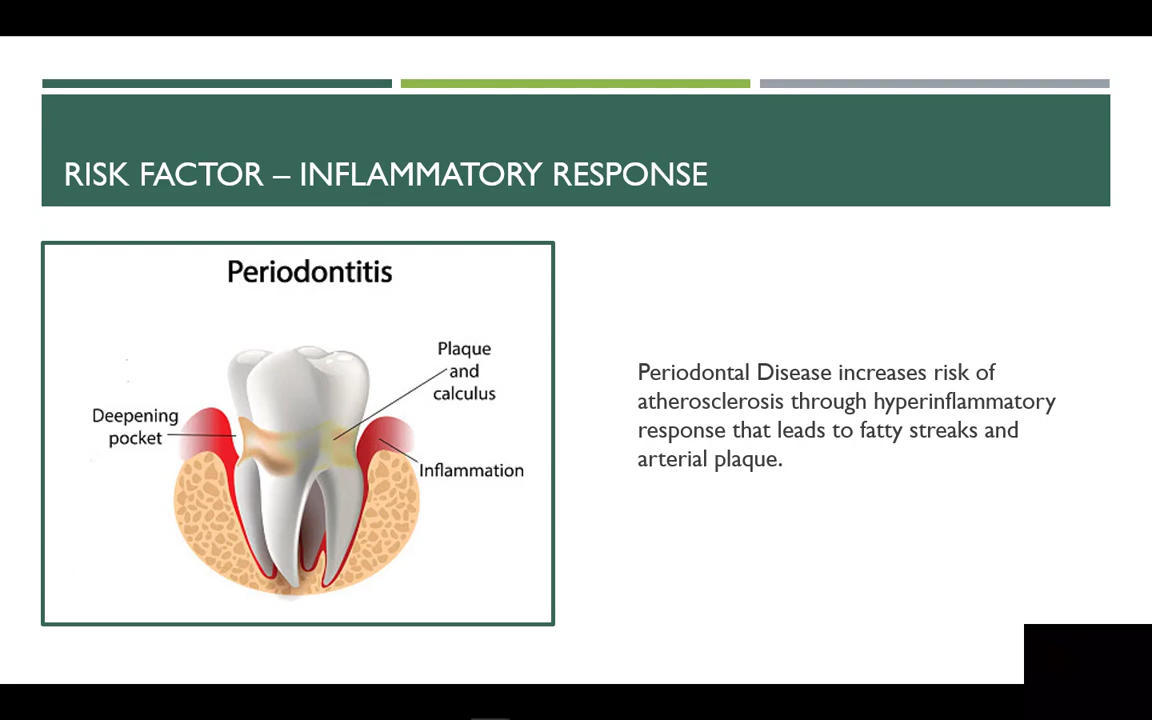 RISK FACTOR – INFLAMMATORY RESPONSE
Periodontitis
Plaque
and
calculus
Deepening
pocket
Inflammation
Periodontal Disease increases risk of
atherosclerosis through hyperinflammatory
response that leads to fatty streaks and
arterial plaque.